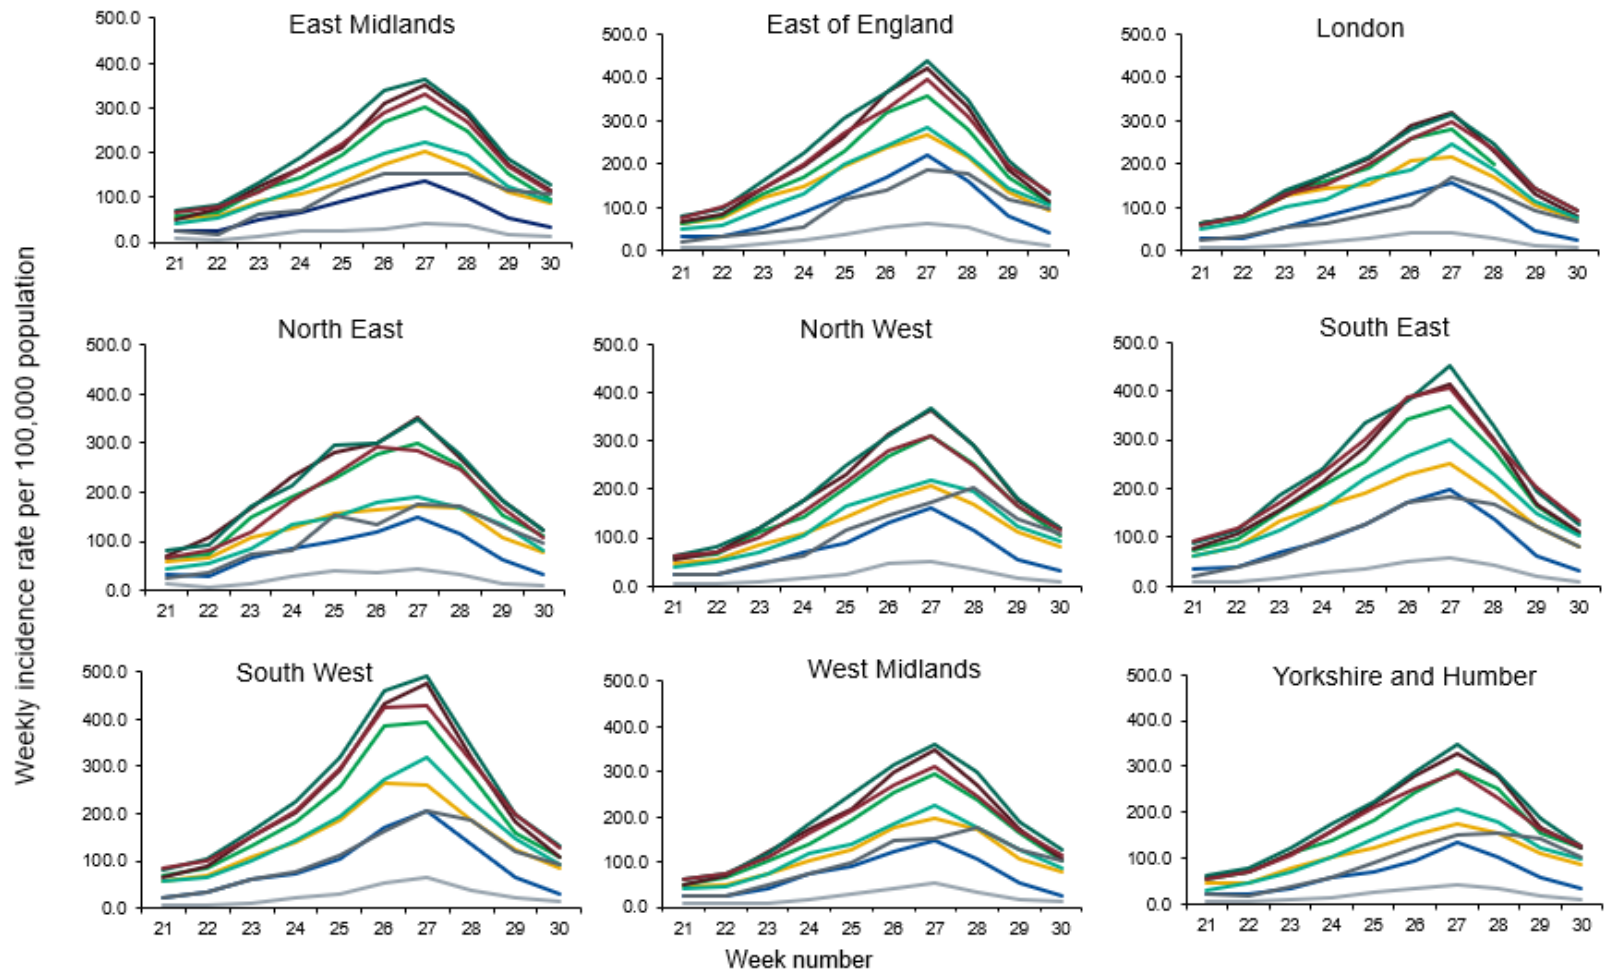 Weekly incidence rate per 100,000 population
East Midlands
500.0
400.0
300.0
200.0
100.0
0.0
21 22 23 24 25 26 27 28 29 30
East of England
500.0
400.0
300.0
200.0
100.0
0.0
21 22 23 24 25 26 27 28 29 30
London
500.0
400.0
300.0
200.0
100.0
0.0
21 22 23 24 25 26 27 28 29 30
North East
500.0
400.0
300.0
200.0
100.0
0.0
21 22 23 24 25 26 27 28 29 30
North West
500.0
400.0
300.0
200.0
100.0
0.0
21 22 23 24 25 26 27 28 29 30
South East
500.0
400.0
300.0
200.0
100.0
0.0
21 22 23 24 25 26 27 28 29 30
South West
500.0
400.0
300.0
200.0
100.0
0.0
21 22 23 24 25 26 27 28 29 30
West Midlands
500.0
400.0
300.0
200.0
100.0
0.0
21 22 23 24 25 26 27 28 29 30
Yorkshire and Humber
500.0
400.0
300.0
200.0
100.0
0.0
21 22 23 24 25 26 27 28 29 30
Week number